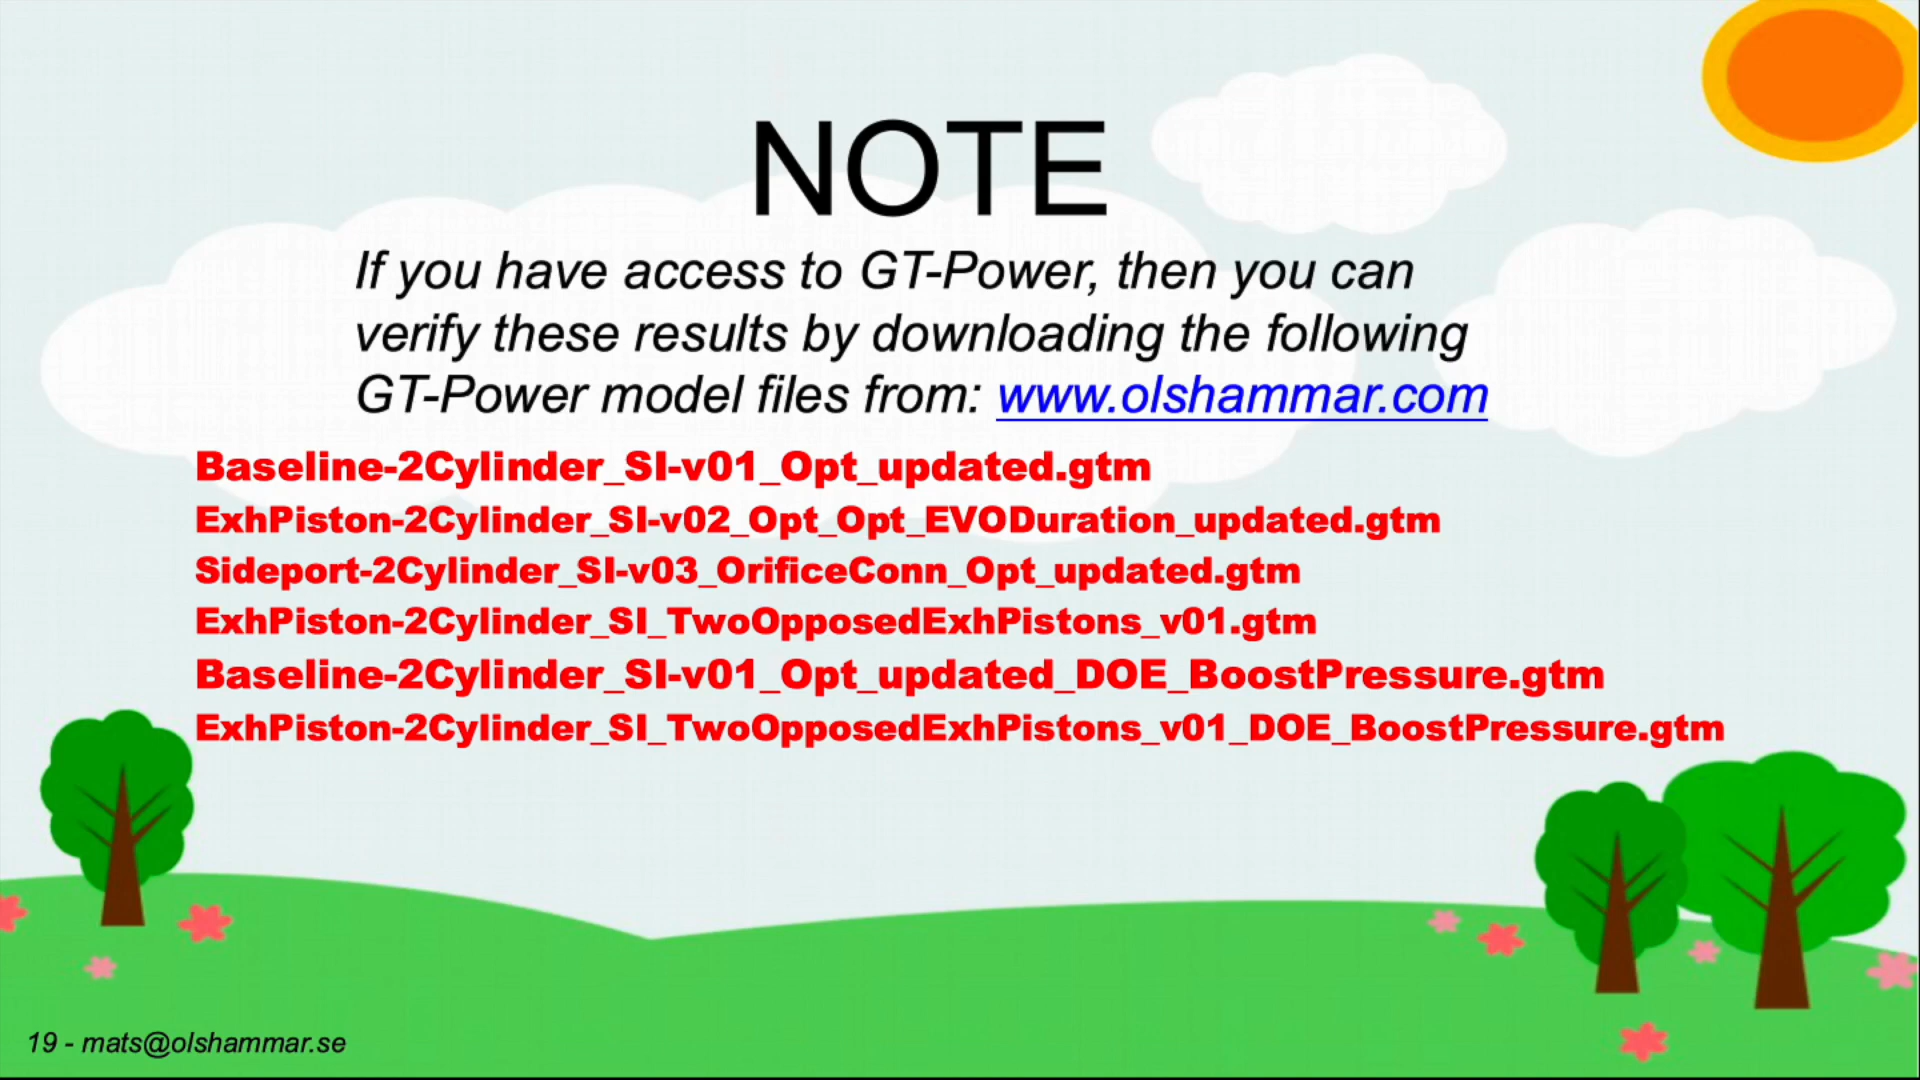 NOTE
If you have access to GT-Power, then you can
verify these results by downloading the following
GT-Power model files from: www.olshammar.com
Baseline-2Cylinder_SI-v01_Opt_updated.gtm
ExhPiston-2Cylinder_SI-v02_Opt_Opt_EVODuration_updated.gtm
Sideport-2Cylinder_SI-v03_OrificeConn_Opt_updated.gtm
ExhPiston-2Cylinder_SI_TwoOpposedExhPistons_v01.gtm
Baseline-2Cylinder_SI-v01_Opt_updated_DOE_BoostPressure.gtm
ExhPiston-2Cylinder_SI_TwoOpposedExhPistons_v01_DOE_BoostPressure.gtm
19 - mats@olshammar.se